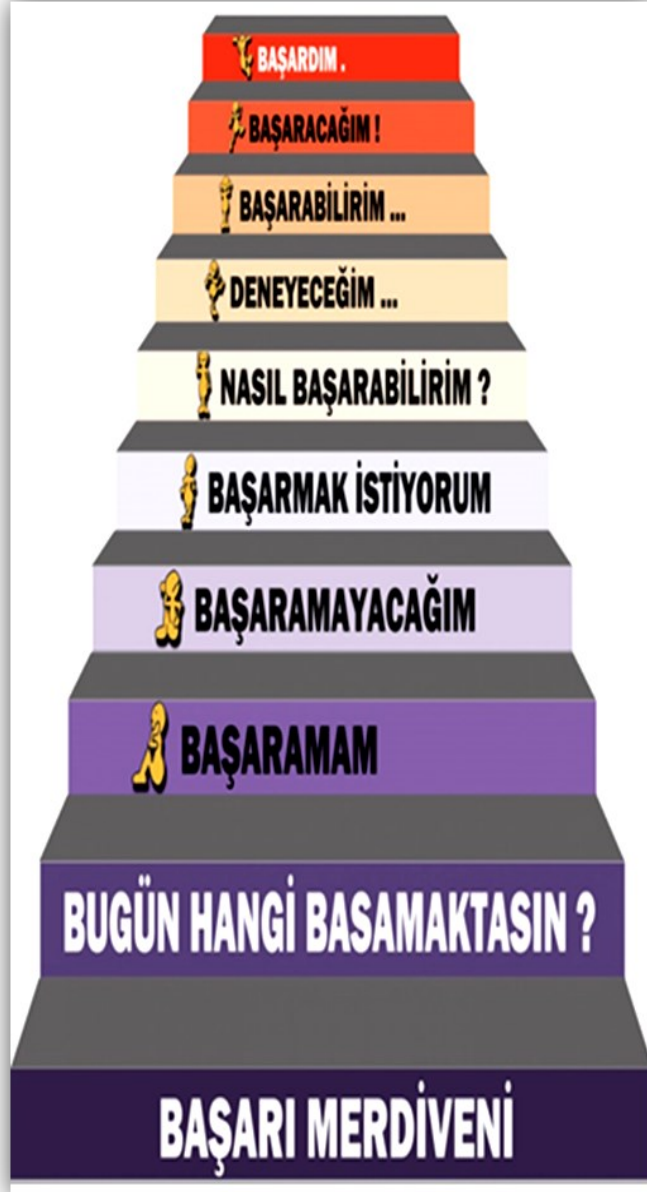 BAŞARDIM .
BAŞARACAĞIM !
BAŞARABİLİRİM ...
DENEYECEĞİM ...
NASIL BAŞARABİLİRİM ?
BAŞARMAK İSTİYORUM
BAŞARAMAYACAĞIM
BAŞARAMAM
BUGÜN HANGİ BASAMAKTASIN ?
BAŞARI MERDİVENİ